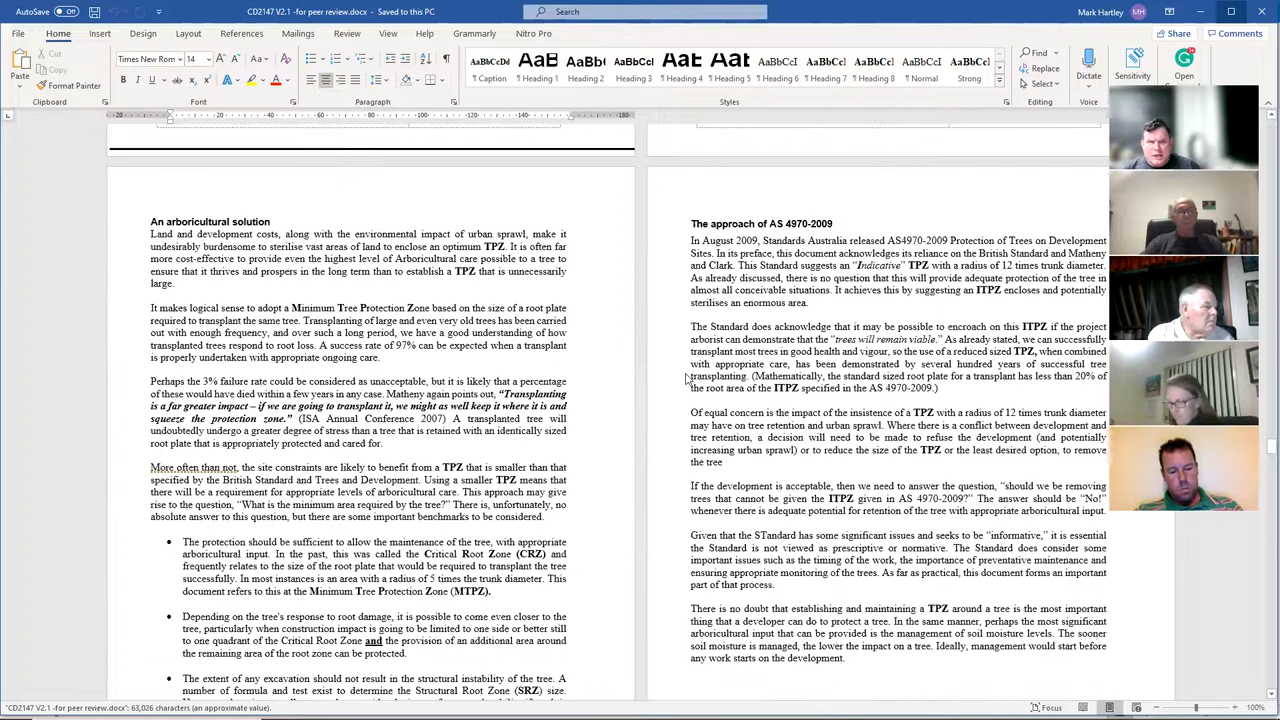 AutoSave Off CD2147 V2.1 -for peer review.docx - Saved to this PC Search Mark Hartley MH
File Home Insert Draw Design Layout References Mailings Review View Help Grammarly Nitro Pro Share Comments
Paste Cut Copy Format Painter
Times New Rom 14
AaBbCcDd AaB AaBb( AaBbCc AaE AaE AaBbCcI AaBbCcI AaBbCcI AaBbCcI AaBbCcI
¶ Caption Heading 1 Heading 2 Heading 3 Heading 4 Heading 5 Heading 6 Heading 7 Heading 8 ¶ Normal Strong
Find Replace Select Dictate Sensitivity Open
Clipboard Font Paragraph Styles Editing Voice
-20 20 40 60 -80 -100 -120 -140 -160 -180
An arboricultural solution
Land and development costs, along with the environmental impact of urban sprawl, make it
undesirably burdensome to sterilise vast areas of land to enclose an optimum TPZ. It is often far
more cost-effective to provide even the highest level of Arboricultural care possible to a tree to
ensure that it thrives and prospers in the long term than to establish a TPZ that is unnecessarily
large.
It makes logical sense to adopt a Minimum Tree Protection Zone based on the size of a root plate
required to transplant the same tree. Transplanting of large and even very old trees has been carried
out with enough frequency, and over such a long period, we have a good understanding of how
transplanted trees respond to root loss. A success rate of 97% can be expected when a transplant
is properly undertaken with appropriate ongoing care.
Perhaps the 3% failure rate could be considered as unacceptable, but it is likely that a percentage
of these would have died within a few years in any case. Matheny again points out, "Transplanting
is a far greater impact – if we are going to transplant it, we might as well keep it where it is and
squeeze the protection zone." (ISA Annual Conference 2007) A transplanted tree will
undoubtedly undergo a greater degree of stress than a tree that is retained with an identically sized
root plate that is appropriately protected and cared for.
More often than not, the site constraints are likely to benefit from a TPZ that is smaller than that
specified by the British Standard and Trees and Development. Using a smaller TPZ means that
there will be a requirement for appropriate levels of arboricultural care. This approach may give
rise to the question, "What is the minimum area required by the tree?" There is, unfortunately, no
absolute answer to this question, but there are some important benchmarks to be considered.
• The protection should be sufficient to allow the maintenance of the tree, with appropriate
arboricultural input. In the past, this was called the Critical Root Zone (CRZ) and
frequently relates to the size of the root plate that would be required to transplant the tree
successfully. In most instances is an area with a radius of 5 times the trunk diameter. This
document refers to this at the Minimum Tree Protection Zone (MTPZ).
• Depending on the tree's response to root damage, it is possible to come even closer to the
tree, particularly when construction impact is going to be limited to one side or better still
to one quadrant of the Critical Root Zone and the provision of an additional area around
the remaining area of the root zone can be protected.
• The extent of any excavation should not result in the structural instability of the tree. A
number of formula and test exist to determine the Structural Root Zone (SRZ) size.
The approach of AS 4970-2009
In August 2009, Standards Australia released AS4970-2009 Protection of Trees on Development
Sites. In its preface, this document acknowledges its reliance on the British Standard and Matheny
and Clark. This Standard suggests an "Indicative" TPZ with a radius of 12 times trunk diameter.
As already discussed, there is no question that this will provide adequate protection of the tree in
almost all conceivable situations. It achieves this by suggesting an ITPZ encloses and potentially
sterilises an enormous area.
The Standard does acknowledge that it may be possible to encroach on this ITPZ if the project
arborist can demonstrate that the "trees will remain viable." As already stated, we can successfully
transplant most trees in good health and vigour, so the use of a reduced sized TPZ, when combined
with appropriate care, has been demonstrated by several hundred years of successful tree
transplanting. (Mathematically, the standard sized root plate for a transplant has less than 20% of
the root area of the ITPZ specified in the AS 4970-2009.)
Of equal concern is the impact of the insistence of a TPZ with a radius of 12 times trunk diameter
may have on tree retention and urban sprawl. Where there is a conflict between development and
tree retention, a decision will need to be made to refuse the development (and potentially
increasing urban sprawl) or to reduce the size of the TPZ or the least desired option, to remove
the tree
If the development is acceptable, then we need to answer the question, "should we be removing
trees that cannot be given the ITPZ given in AS 4970-2009?" The answer should be "No!"
whenever there is adequate potential for retention of the tree with appropriate arboricultural input.
Given that the STandard has some significant issues and seeks to be "informative," it is essential
the Standard is not viewed as prescriptive or normative. The Standard does consider some
important issues such as the timing of the work, the importance of preventative maintenance and
ensuring appropriate monitoring of the trees. As far as practical, this document forms an important
part of that process.
There is no doubt that establishing and maintaining a TPZ around a tree is the most important
thing that a developer can do to protect a tree. In the same manner, perhaps the most significant
arboricultural input that can be provided is the management of soil moisture levels. The sooner
soil moisture is managed, the lower the impact on a tree. Ideally, management would start before
any work starts on the development.
"CD2147 V2.1 -for peer review.docx": 63,026 characters (an approximate value). Focus 100%